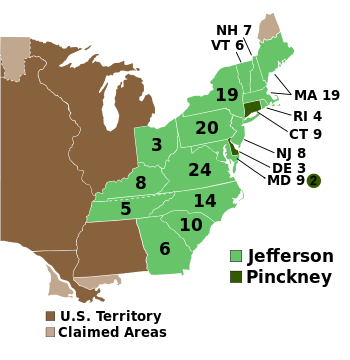 NH 7
VT 6
MA 19
19
RI 4
20
CT 9
3
NJ 8
24
DE 3
8
MD 9 2
14
5
10
6
Jefferson
Pinckney
U.S. Territory
Claimed Areas